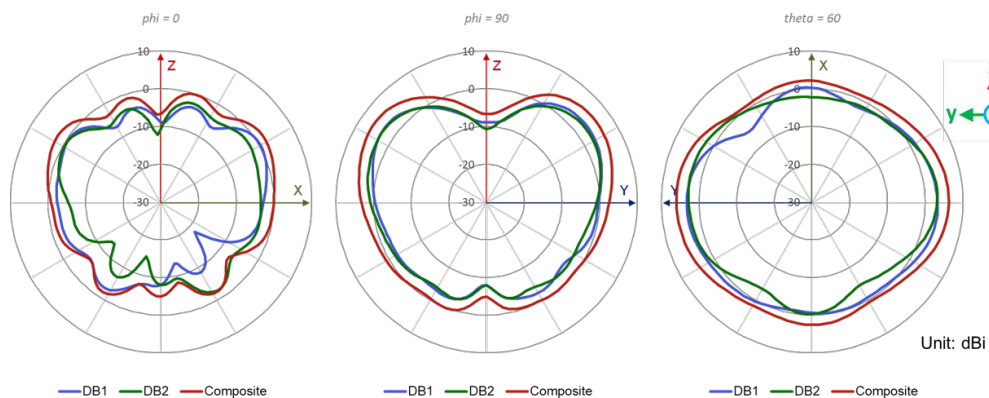 phi = 0
phi = 90
theta = 60
10
0
-10
-20
-30
Z
X
10
0
-10
-20
-30
Z
Y
10
0
-10
-20
-30
X
Y
y
Unit: dBi
DB1 DB2 Composite
DB1 DB2 Composite
DB1 DB2 Composite